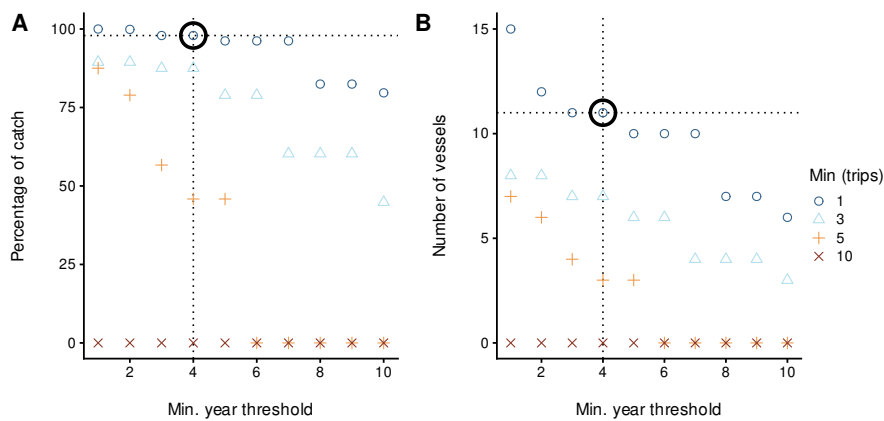 A
Percentage of catch
100
75
50
25
0
2 4 6 8 10
Min. year threshold
B
Number of vessels
15
10
5
0
2 4 6 8 10
Min. year threshold
Min (trips)
1
3
5
10